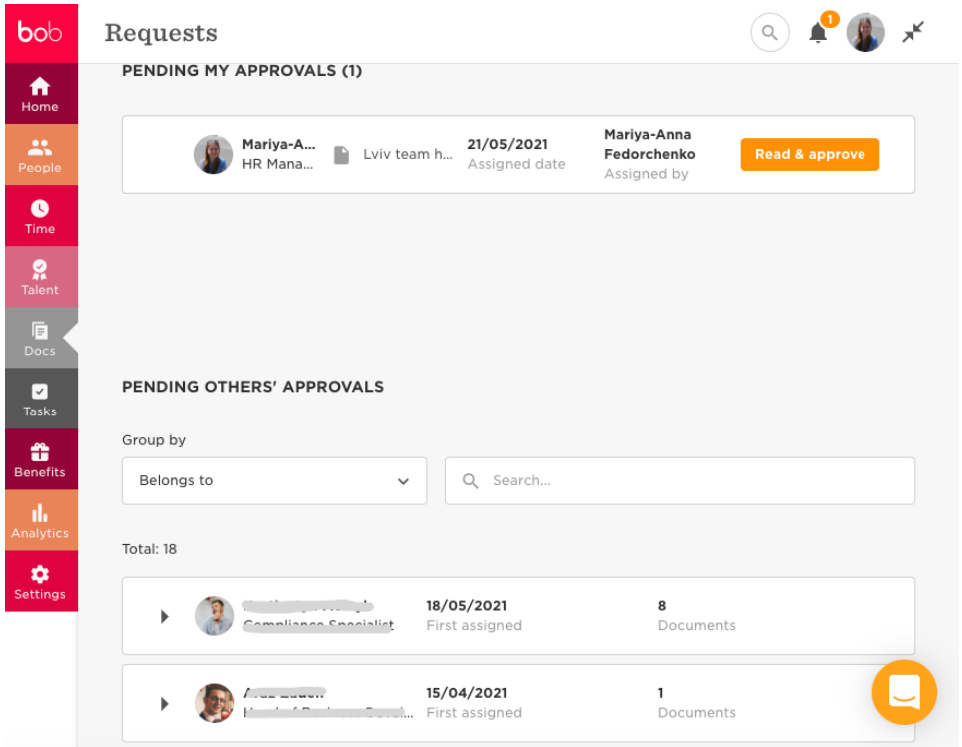 bob
Requests
1
Home
People
Time
Talent
Docs
Tasks
Benefits
Analytics
Settings
PENDING MY APPROVALS (1)
Mariya-A...
HR Mana...
Lviv team h...
21/05/2021
Assigned date
Mariya-Anna
Fedorchenko
Assigned by
Read & approve
PENDING OTHERS' APPROVALS
Group by
Belongs to
Search...
Total: 18
Compliance Specialist
18/05/2021
First assigned
8
Documents
15/04/2021
First assigned
1
Documents